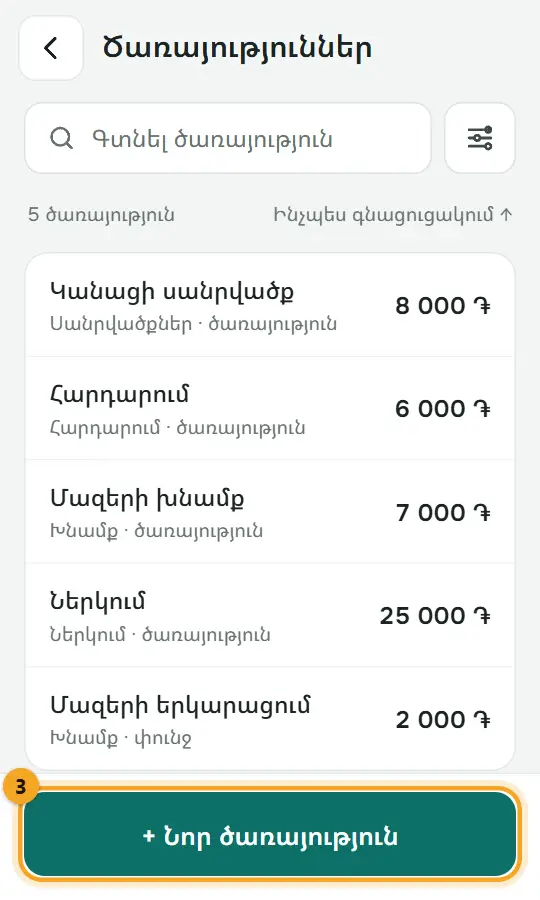 Ծառայություններ
Գտնել ծառայություն
5 ծառայություն
Ինչպես գնացուցակում ↑
Կանացի սանրվածք
8 000 ֏
Սանրվածքներ · ծառայություն
Հարդարում
6 000 ֏
Հարդարում · ծառայություն
Մազերի խնամք
7 000 ֏
Խնամք · ծառայություն
Ներկում
25 000 ֏
Ներկում · ծառայություն
Մազերի երկարացում
2 000 ֏
Խնամք · փունջ
3
+ Նոր ծառայություն